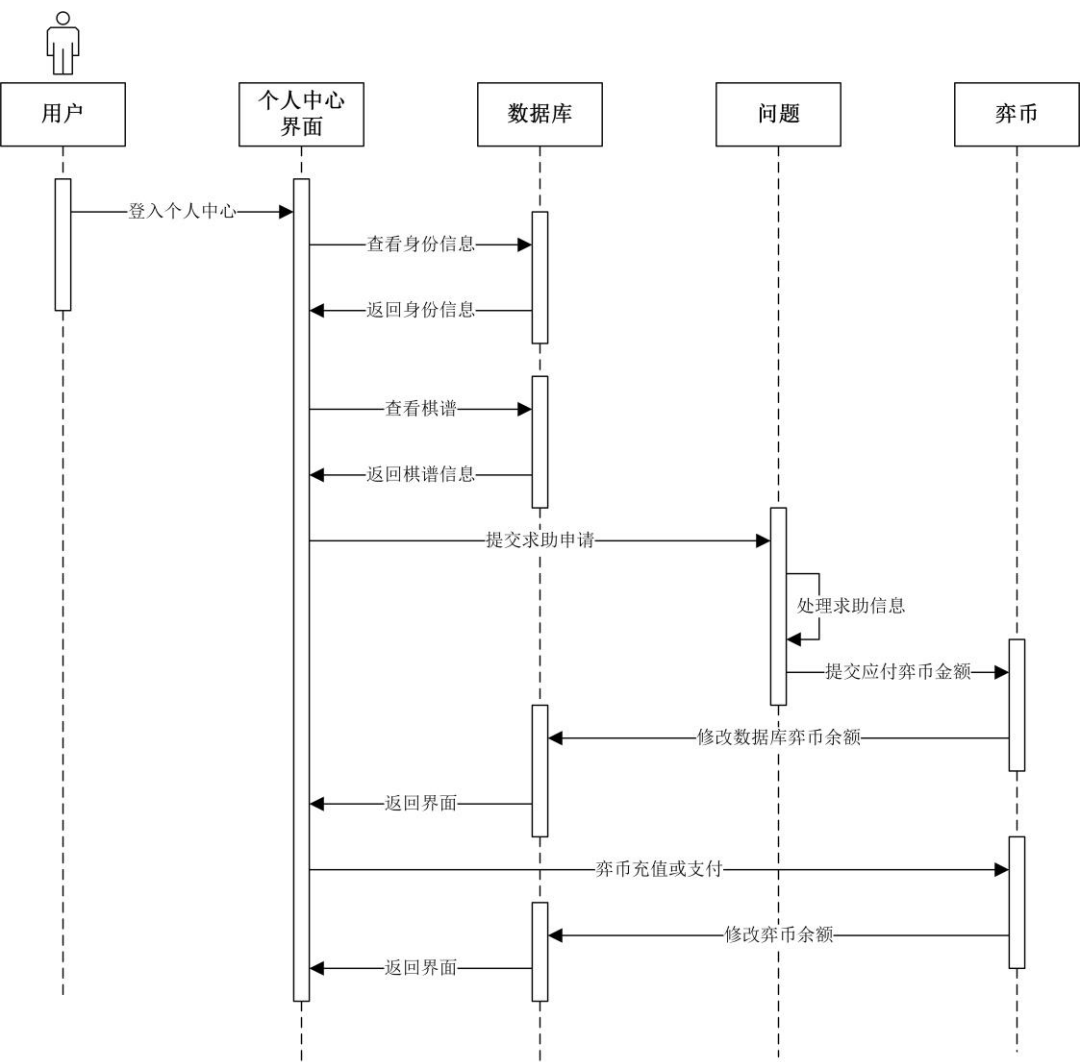 用户
个人中心
界面
数据库
问题
弈币
登入个人中心
查看身份信息
返回身份信息
查看棋谱
返回棋谱信息
提交求助申请
处理求助信息
提交应付弈币金额
修改数据库弈币余额
返回界面
弈币充值或支付
修改弈币余额
返回界面